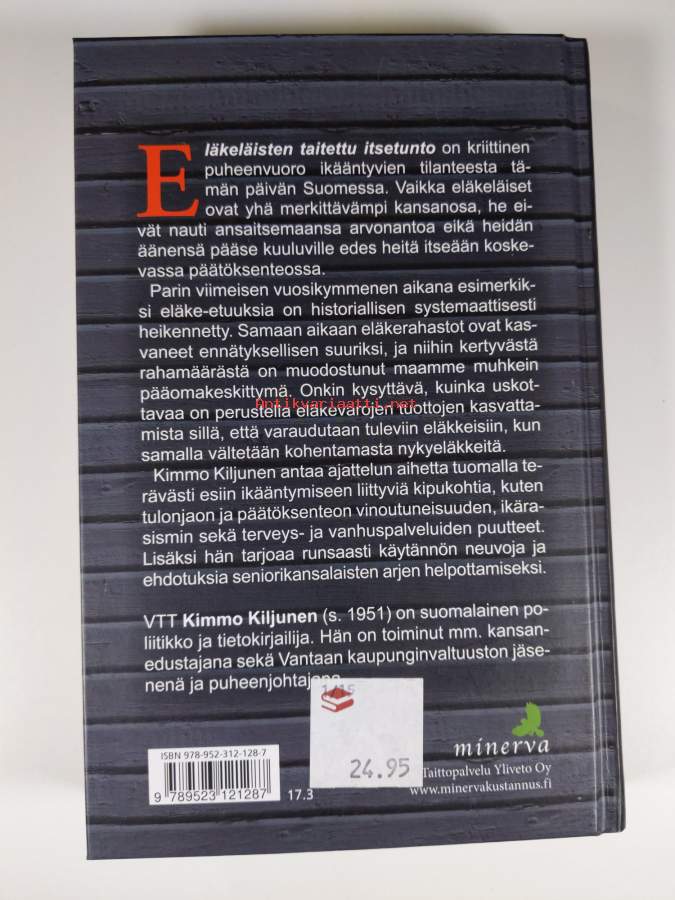 Eläkeläisten taitettu itsetunto on kriittinen
puheenvuoro ikääntyvien tilanteesta tä-
män päivän Suomessa. Vaikka eläkeläiset
ovat yhä merkittävämpi kansanosa, he ei-
vät nauti ansaitsemaansa arvonantoa eikä heidän
äänensä pääse kuuluville edes heitä itseään koske-
vassa päätöksenteossa.
Parin viimeisen vuosikymmenen aikana esimerkik-
si eläke-etuuksia on historiallisen systemaattisesti
heikennetty. Samaan aikaan eläkerahastot ovat kas-
vaneet ennätyksellisen suuriksi, ja niihin kertyvästä
rahamäärästä on muodostunut maamme muhkein
pääomakeskittymä. Onkin kysyttävä, kuinka uskot-
Antikvariaatti.net
tavaa on perustella eläkevarojen tuottojen kasvatta-
mista sillä, että varaudutaan tuleviin eläkkeisiin, kun
samalla vältetään kohentamasta nykyeläkkeitä.
Kimmo Kiljunen antaa ajattelun aihetta tuomalla te-
rävästi esiin ikääntymiseen liittyviä kipukohtia, kuten
tulonjaon ja päätöksenteon vinoutuneisuuden, ikära-
sismin sekä terveys- ja vanhuspalveluiden puutteet.
Lisäksi hän tarjoaa runsaasti käytännön neuvoja ja
ehdotuksia seniorikansalaisten arjen helpottamiseksi.
VTT Kimmo Kiljunen (s. 1951) on suomalainen po-
liitikko ja tietokirjailija. Hän on toiminut mm. kansan-
edustajana sekä Vantaan kaupunginvaltuuston jäse-
nenä ja puheenjohtajana.
1/15
24.95
ISBN 978-952-312-128-7
9 789523 121287
17.3
minerva
Taittopalvelu Yliveto Oy
www.minervakustannus.fi